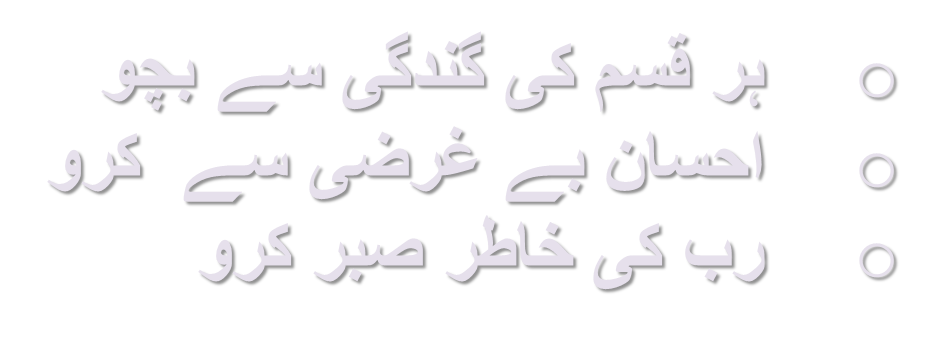 ہر قسم کی گندگی سے بچو
احسان بے غرضی سے کرو
رب کی خاطر صبر کرو